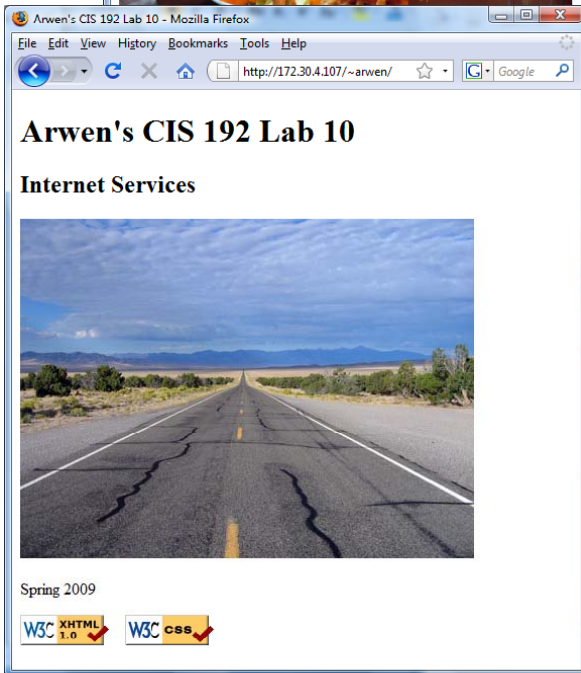 Arwen's CIS 192 Lab 10 - Mozilla Firefox
File Edit View History Bookmarks Tools Help
http://172.30.4.107/~arwen/
G Google
Arwen's CIS 192 Lab 10
Internet Services
Spring 2009
W3C XHTML 1.0 W3C css